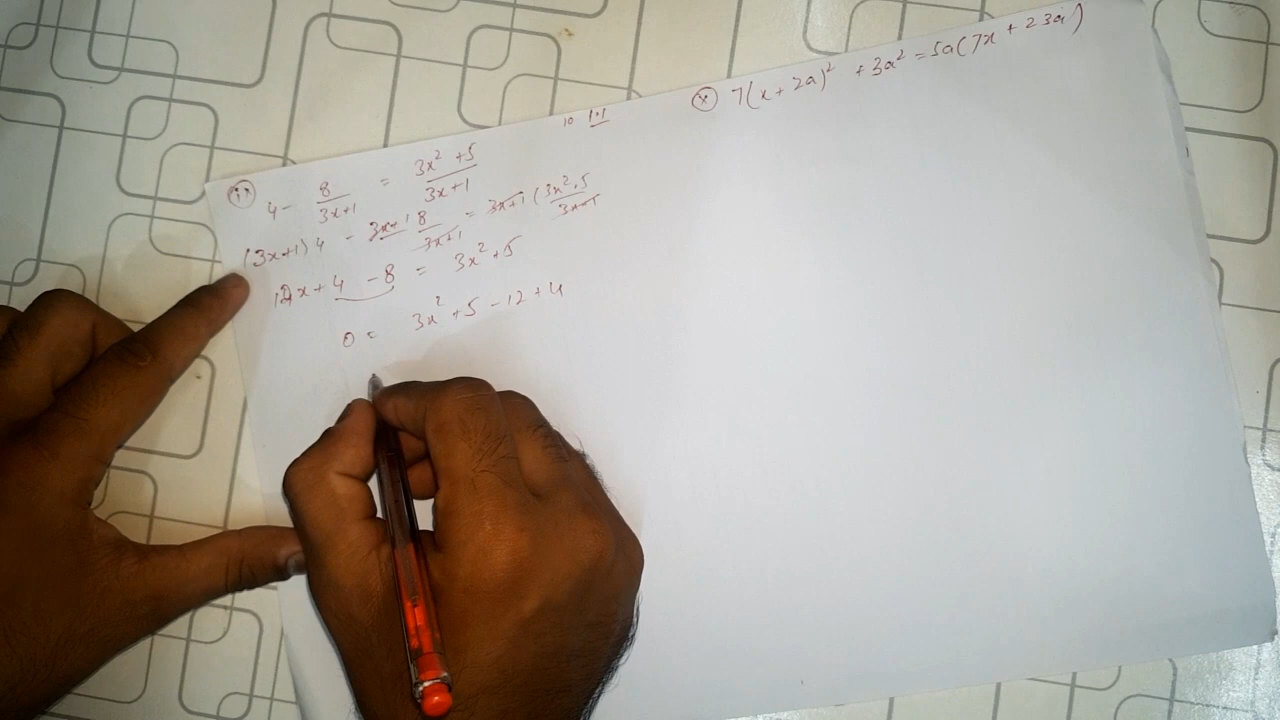 10 1.1
ii) 4 - 8/(3x+1) = (3x² + 5)/(3x+1)
(3x+1) 4 - 3x+1 8/(3x+1) = 3x+1 (3x²+5/(3x+1)
12x + 4 - 8 = 3x² + 5
0 = 3x² + 5 - 12 + 4
(x) 7(x + 2a)² + 3a² = 5a(7x + 23a)